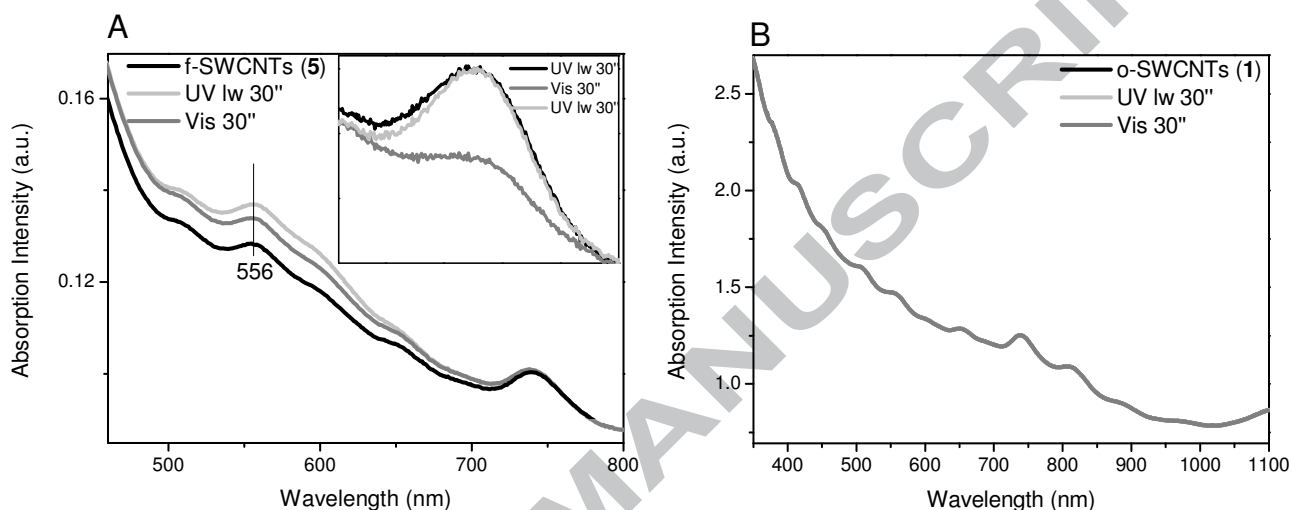 A
f-SWCNTs (5)
UV lw 30''
Vis 30''
UV lw 30''
Vis 30''
UV lw 30''
556
0.16
0.12
Absorption Intensity (a.u.)
500 600 700 800
Wavelength (nm)
B
o-SWCNTs (1)
UV lw 30''
Vis 30''
2.5
2.0
1.5
1.0
Absorption Intensity (a.u.)
400 500 600 700 800 900 1000 1100
Wavelength (nm)
MANUSCRI